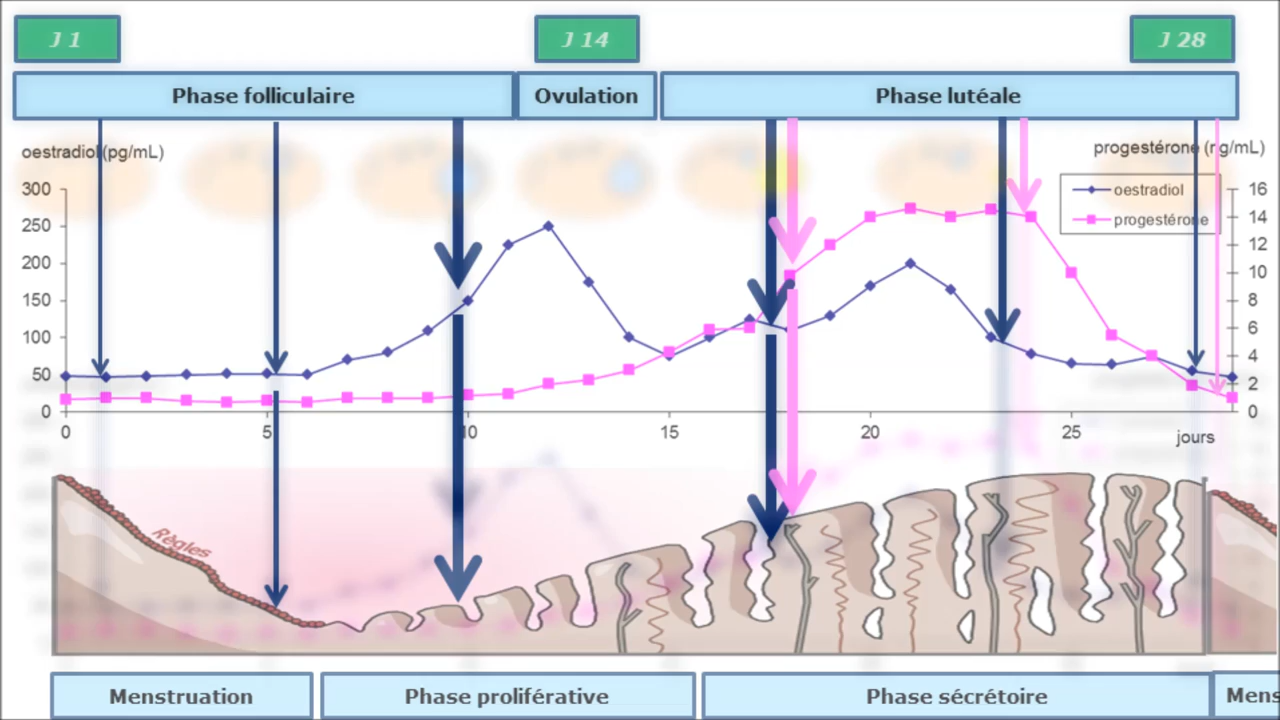 J 1
J 14
J 28
Phase folliculaire
Ovulation
Phase lutéale
oestradiol (pg/mL)
progestérone (ng/mL)
oestradiol
progestérone
300
250
200
150
100
50
0
16
14
12
10
8
6
4
2
0
0
5
10
15
20
25
jours
Règles
Menstruation
Phase proliférative
Phase sécrétoire
Mens